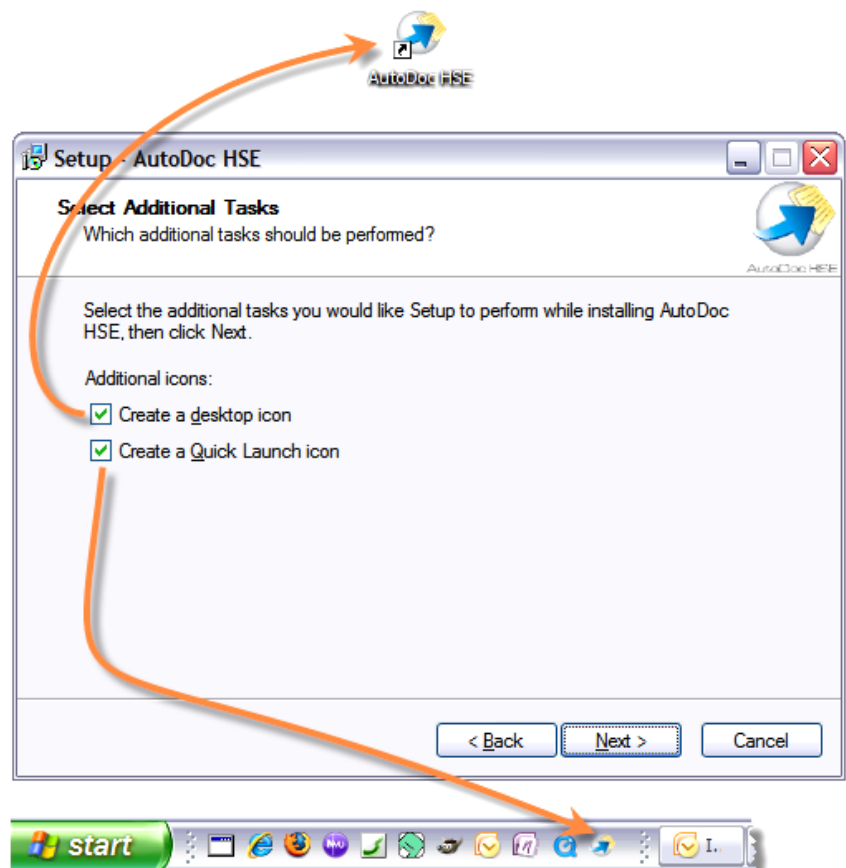 AutoDoc HSE
Setup - AutoDoc HSE
Select Additional Tasks
Which additional tasks should be performed?
AutoDoc HSE
Select the additional tasks you would like Setup to perform while installing AutoDoc
HSE, then click Next.
Additional icons:
Create a desktop icon
Create a Quick Launch icon
< Back Next > Cancel
start I..